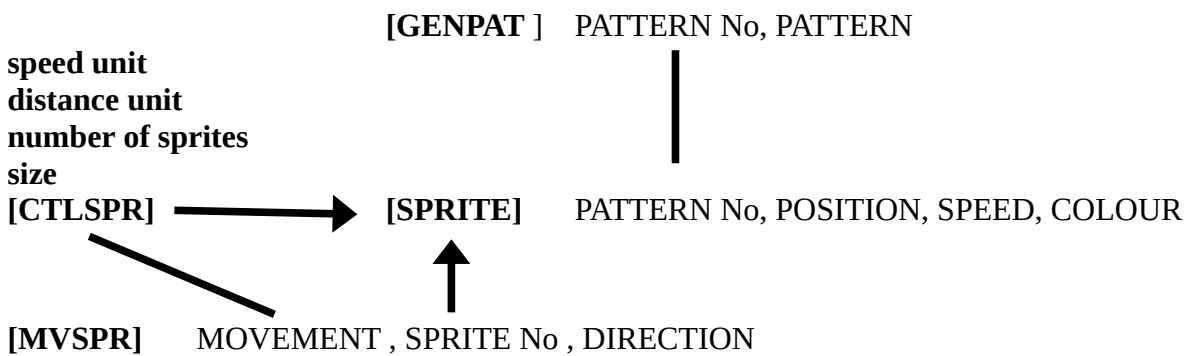 [GENPAT ] PATTERN No, PATTERN
speed unit
distance unit
number of sprites
size
[CTLSPR] [SPRITE] PATTERN No, POSITION, SPEED, COLOUR
[MVSPR] MOVEMENT , SPRITE No , DIRECTION